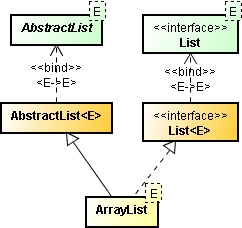 E
AbstractList
E
<<interface>>
List
<<bind>>
<E->E>
<<bind>>
<E->E>
AbstractList<E>
<<interface>>
List<E>
E
ArrayList